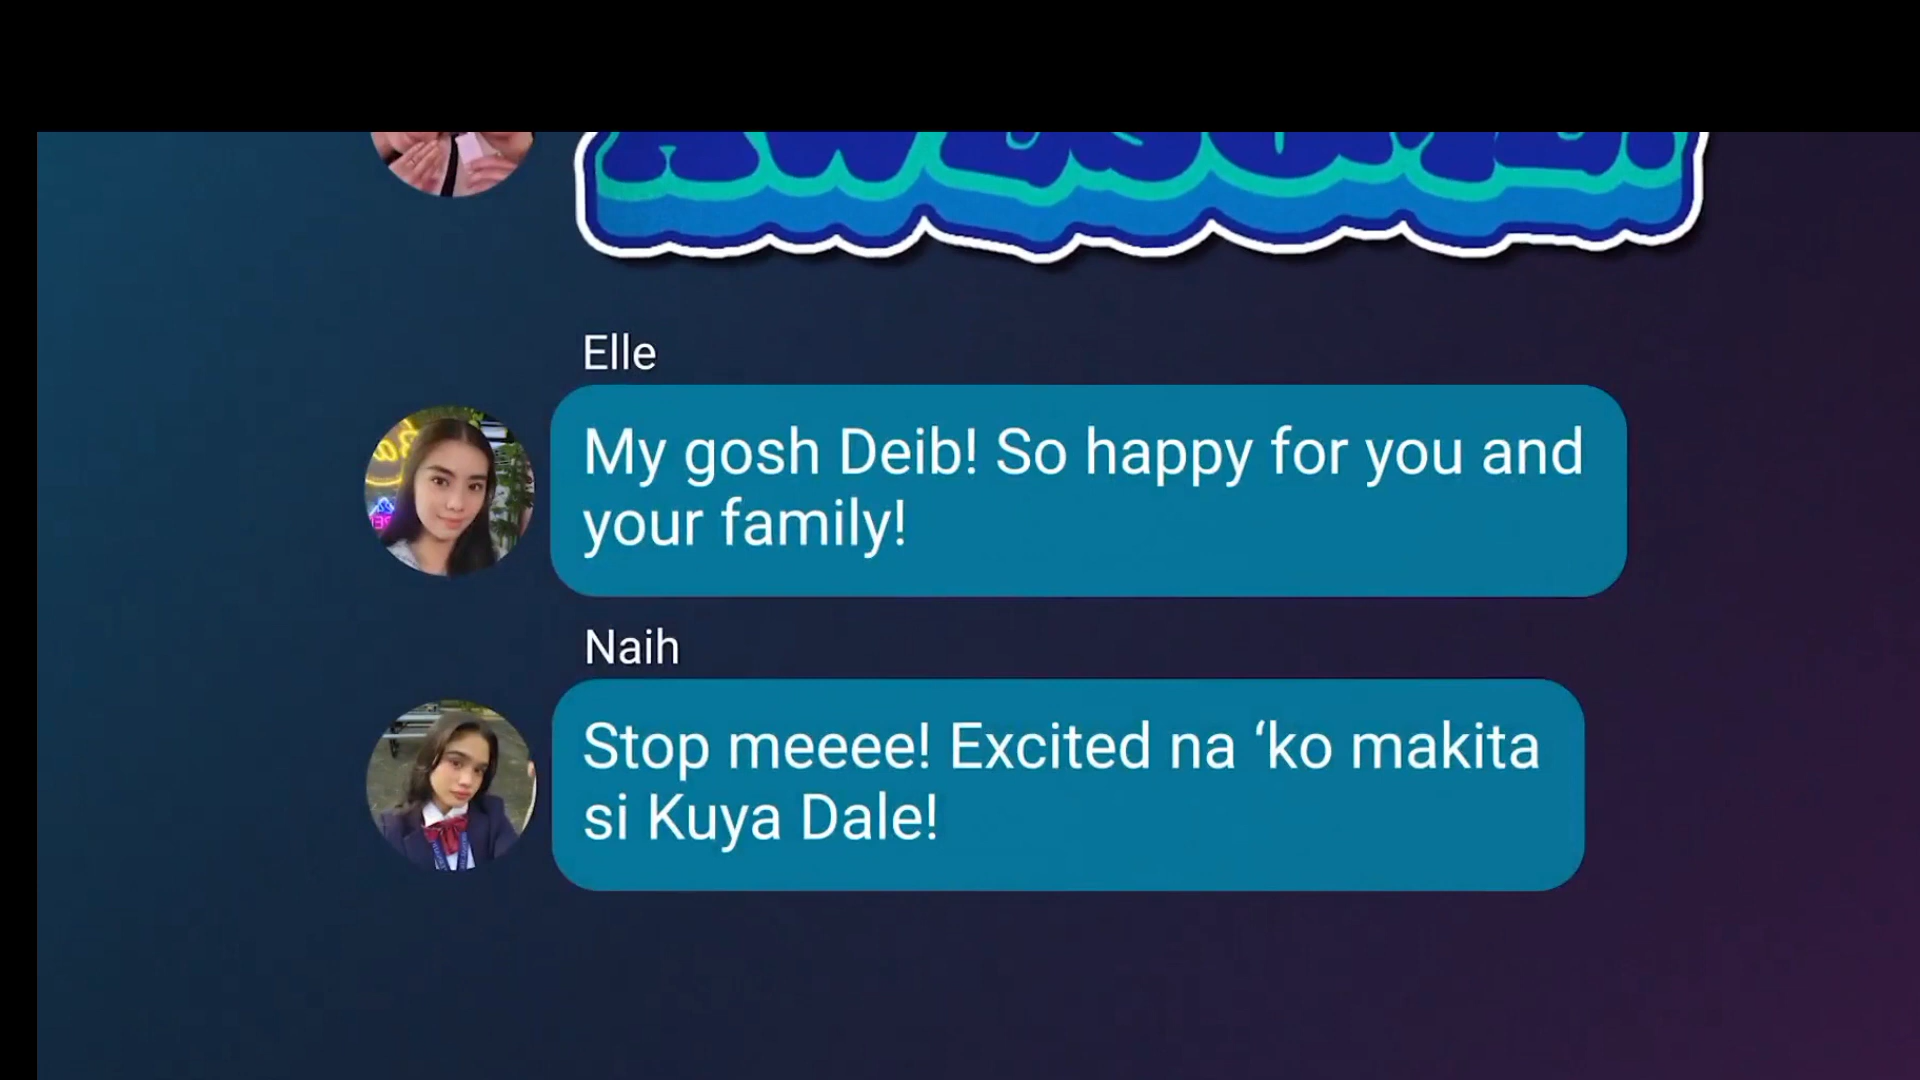 AWESOME!
Elle
My gosh Deib! So happy for you and
your family!
Naih
Stop meeee! Excited na ‘ko makita
si Kuya Dale!